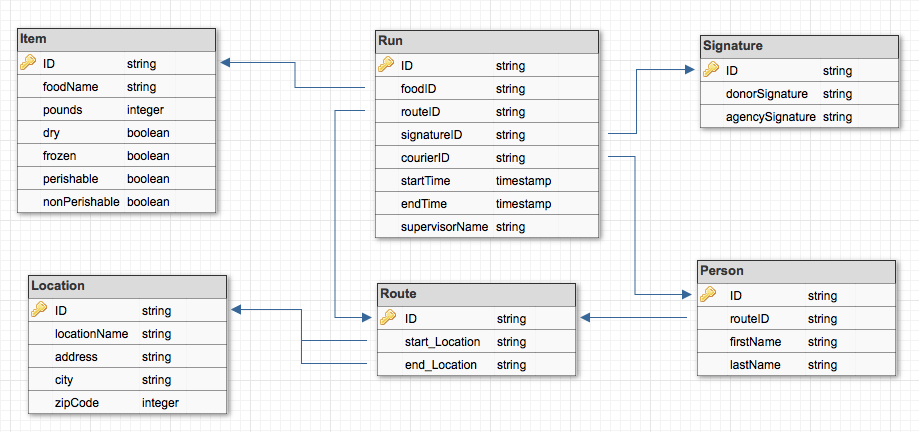 Item
ID string
foodName string
pounds integer
dry boolean
frozen boolean
perishable boolean
nonPerishable boolean
Run
ID string
foodID string
routeID string
signatureID string
courierID string
startTime timestamp
endTime timestamp
supervisorName string
Signature
ID string
donorSignature string
agencySignature string
Location
ID string
locationName string
address string
city string
zipCode integer
Route
ID string
start_Location string
end_Location string
Person
ID string
routeID string
firstName string
lastName string